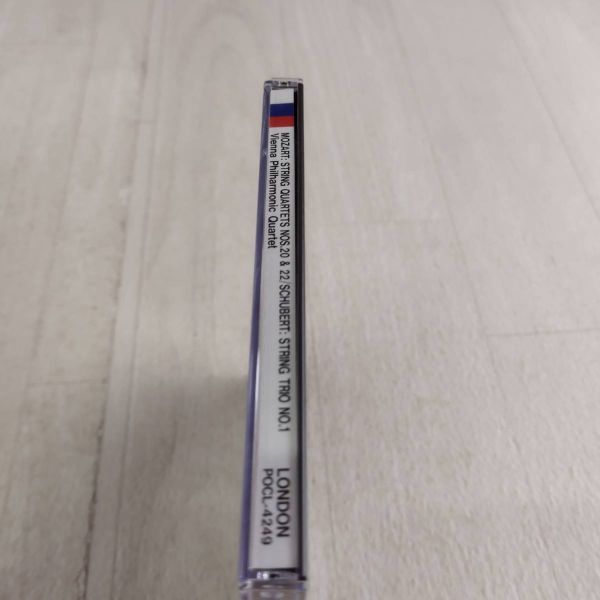 MOZART: STRING QUARTETS NOS.20 & 22/SCHUBERT: STRING TRIO NO.1
Vienna Philharmonic Quartet
LONDON
POCL-4249